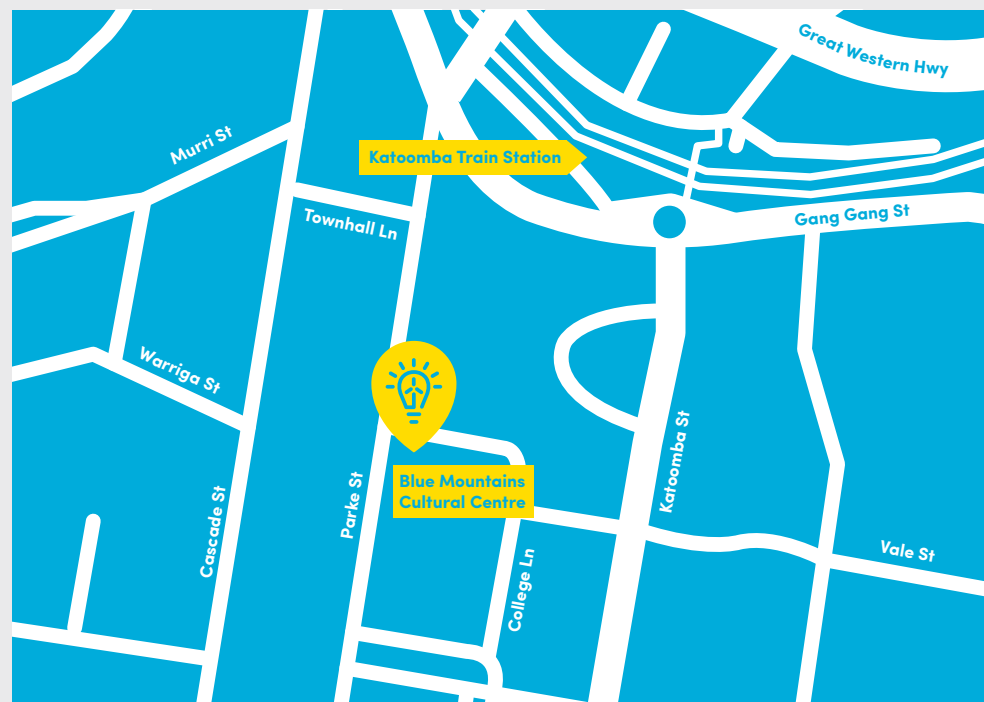 Great Western Hwy
Murri St
Katoomba Train Station
Townhall Ln
Gang Gang St
Warriga St
Blue Mountains
Cultural Centre
Cascade St
Parke St
Katoomba St
College Ln
Vale St